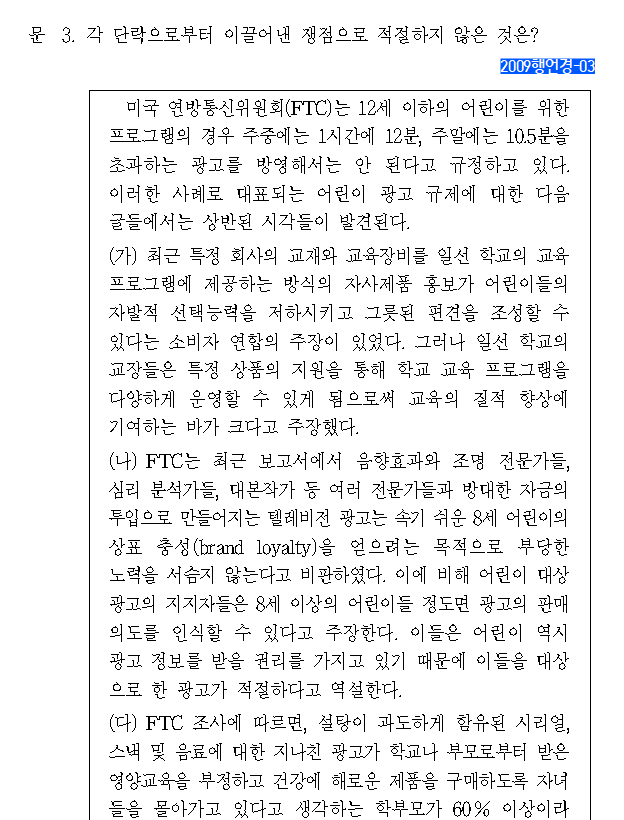 문 3. 각 단락으로부터 이끌어낸 쟁점으로 적절하지 않은 것은?
2009행언경-03
미국 연방통신위원회(FTC)는 12세 이하의 어린이를 위한
프로그램의 경우 주중에는 1시간에 12분, 주말에는 10.5분을
초과하는 광고를 방영해서는 안 된다고 규정하고 있다.
이러한 사례로 대표되는 어린이 광고 규제에 대한 다음
글들에서는 상반된 시각들이 발견된다.
(가) 최근 특정 회사의 교재와 교육장비를 일선 학교의 교육
프로그램에 제공하는 방식의 자사제품 홍보가 어린이들의
자발적 선택능력을 저하시키고 그릇된 편견을 조성할 수
있다는 소비자 연합의 주장이 있었다. 그러나 일선 학교의
교장들은 특정 상품의 지원을 통해 학교 교육 프로그램을
다양하게 운영할 수 있게 됨으로써 교육의 질적 향상에
기여하는 바가 크다고 주장했다.
(나) FTC는 최근 보고서에서 음향효과와 조명 전문가들,
심리 분석가들, 대본작가 등 여러 전문가들과 방대한 자금의
투입으로 만들어지는 텔레비전 광고는 속기 쉬운 8세 어린이의
상표 충성(brand loyalty)을 얻으려는 목적으로 부당한
노력을 서슴지 않는다고 비판하였다. 이에 비해 어린이 대상
광고의 지지자들은 8세 이상의 어린이들 정도면 광고의 판매
의도를 인식할 수 있다고 주장한다. 이들은 어린이 역시
광고 정보를 받을 권리를 가지고 있기 때문에 이들을 대상
으로 한 광고가 적절하다고 역설한다.
(다) FTC 조사에 따르면, 설탕이 과도하게 함유된 시리얼,
스낵 및 음료에 대한 지나친 광고가 학교나 부모로부터 받은
영양교육을 부정하고 건강에 해로운 제품을 구매하도록 자녀
들을 몰아가고 있다고 생각하는 학부모가 60% 이상이라